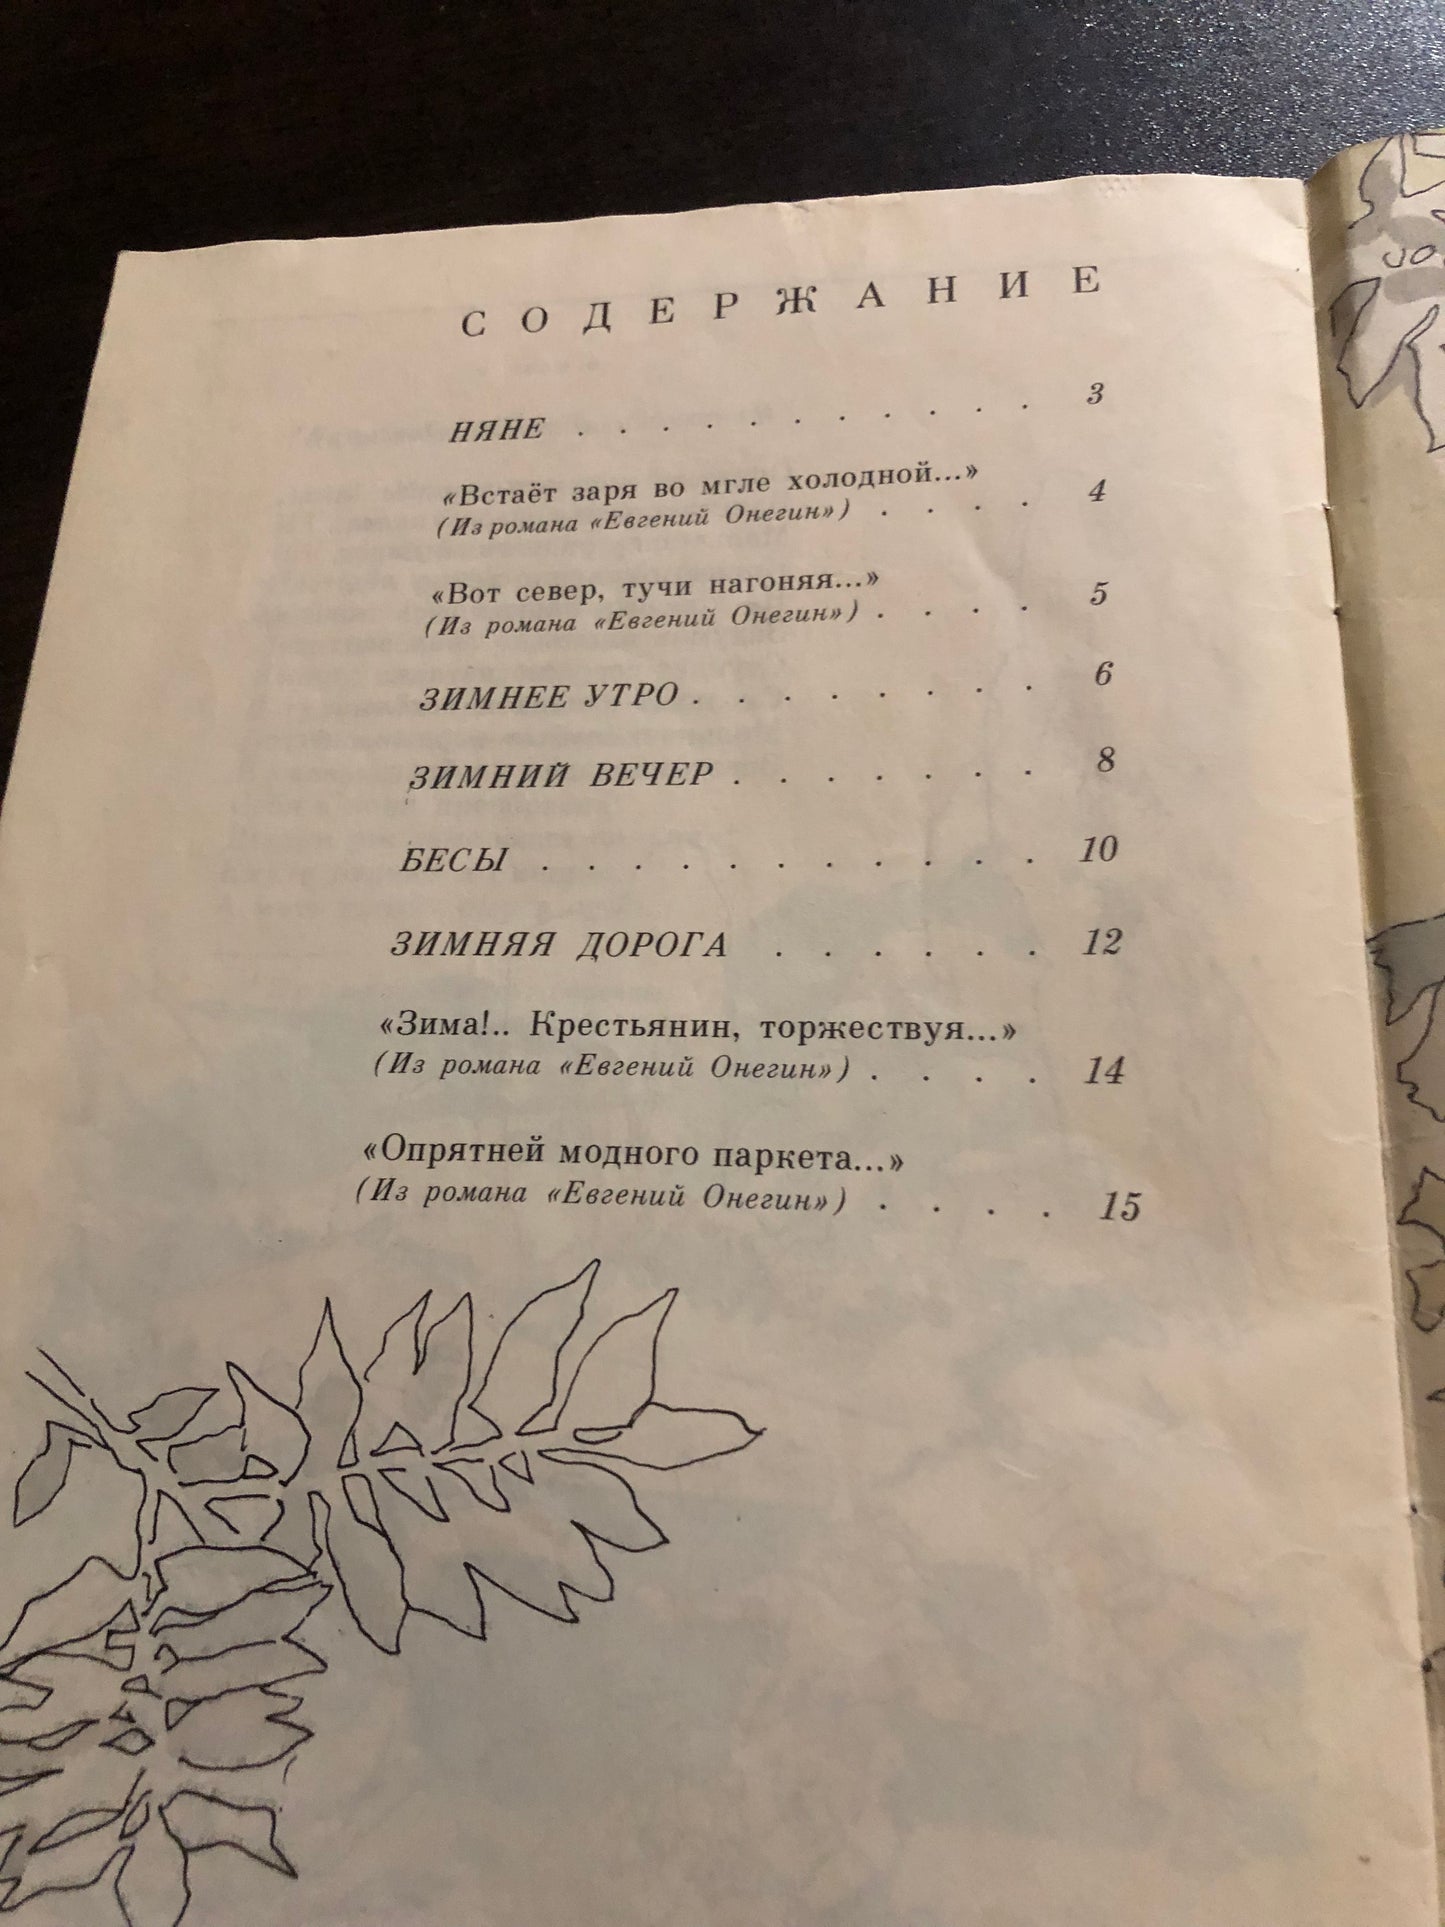 СОДЕРЖАНИЕ
НЯНЕ . . . . . . . . . . . 3
«Встаёт заря во мгле холодной...»
(Из романа «Евгений Онегин») . . . . 4
«Вот север, тучи нагоняя...»
(Из романа «Евгений Онегин») . . . . 5
ЗИМНЕЕ УТРО . . . . . . . . 6
ЗИМНИЙ ВЕЧЕР . . . . . . . 8
БЕСЫ . . . . . . . . . . . 10
ЗИМНЯЯ ДОРОГА . . . . . . 12
«Зима!.. Крестьянин, торжествуя...»
(Из романа «Евгений Онегин») . . . . 14
«Опрятней модного паркета...»
(Из романа «Евгений Онегин») . . . . 15